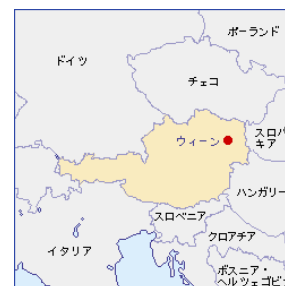 ポーランド
ドイツ
チェコ
ウィーン
スロバ
キア
ハンガリー
スロベニア
クロアチア
イタリア
ボスニア・
ヘルツェゴビ